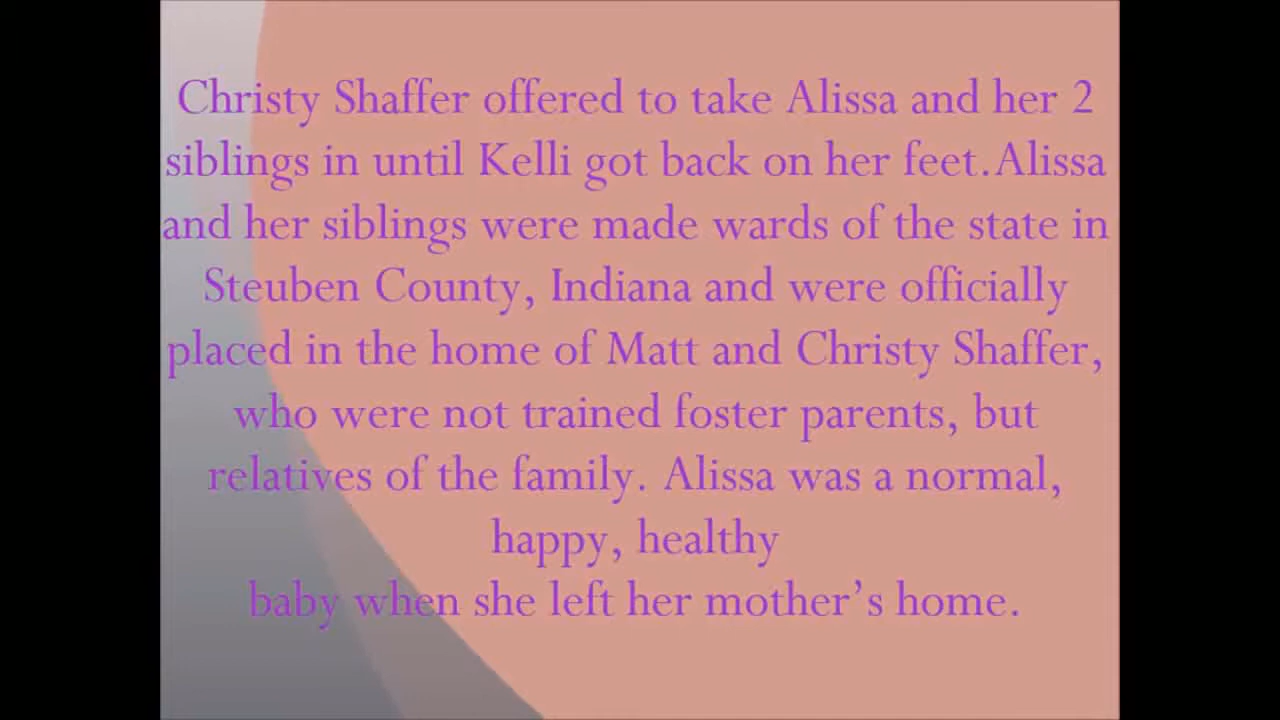 Christy Shaffer offered to take Alissa and her 2
siblings in until Kelli got back on her feet.Alissa
and her siblings were made wards of the state in
Steuben County, Indiana and were officially
placed in the home of Matt and Christy Shaffer,
who were not trained foster parents, but
relatives of the family. Alissa was a normal,
happy, healthy
baby when she left her mother’s home.